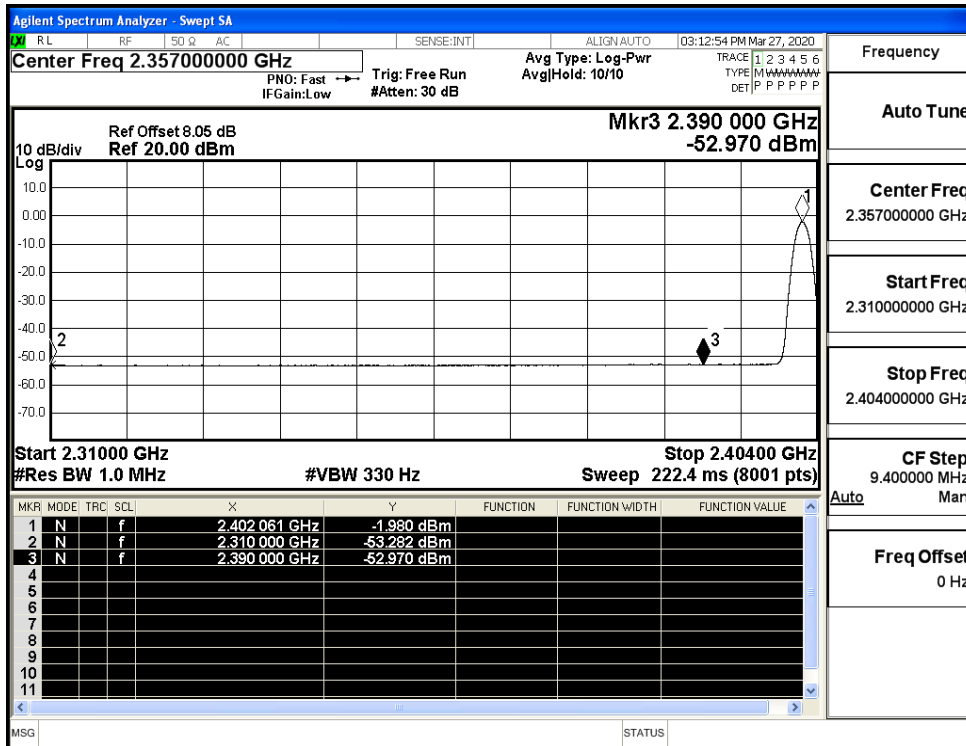 Agilent Spectrum Analyzer - Swept SA
LXI RL RF 50 Ω AC SENSE:INT ALIGN AUTO 03:12:54 PM Mar 27, 2020
Center Freq 2.357000000 GHz
PNO: Fast
IFGain:Low
Trig: Free Run
#Atten: 30 dB
Avg Type: Log-Pwr
Avg|Hold: 10/10
TRACE 1 2 3 4 5 6
TYPE M WWWWW
DET P P P P P P
Mkr3 2.390 000 GHz
-52.970 dBm
Ref Offset 8.05 dB
10 dB/div Ref 20.00 dBm
Log
10.0
0.00
-10.0
-20.0
-30.0
-40.0
-50.0
-60.0
-70.0
1
2
3
Start 2.31000 GHz Stop 2.40400 GHz
#Res BW 1.0 MHz #VBW 330 Hz Sweep 222.4 ms (8001 pts)
MKR MODE TRC SCL X Y FUNCTION FUNCTION WIDTH FUNCTION VALUE
1 N f 2.402 061 GHz -1.980 dBm
2 N f 2.310 000 GHz -53.282 dBm
3 N f 2.390 000 GHz -52.970 dBm
4
5
6
7
8
9
10
11
MSG STATUS
Frequency
Auto Tune
Center Freq
2.357000000 GHz
Start Freq
2.310000000 GHz
Stop Freq
2.404000000 GHz
CF Step
9.400000 MHz
Auto Man
Freq Offset
0 Hz